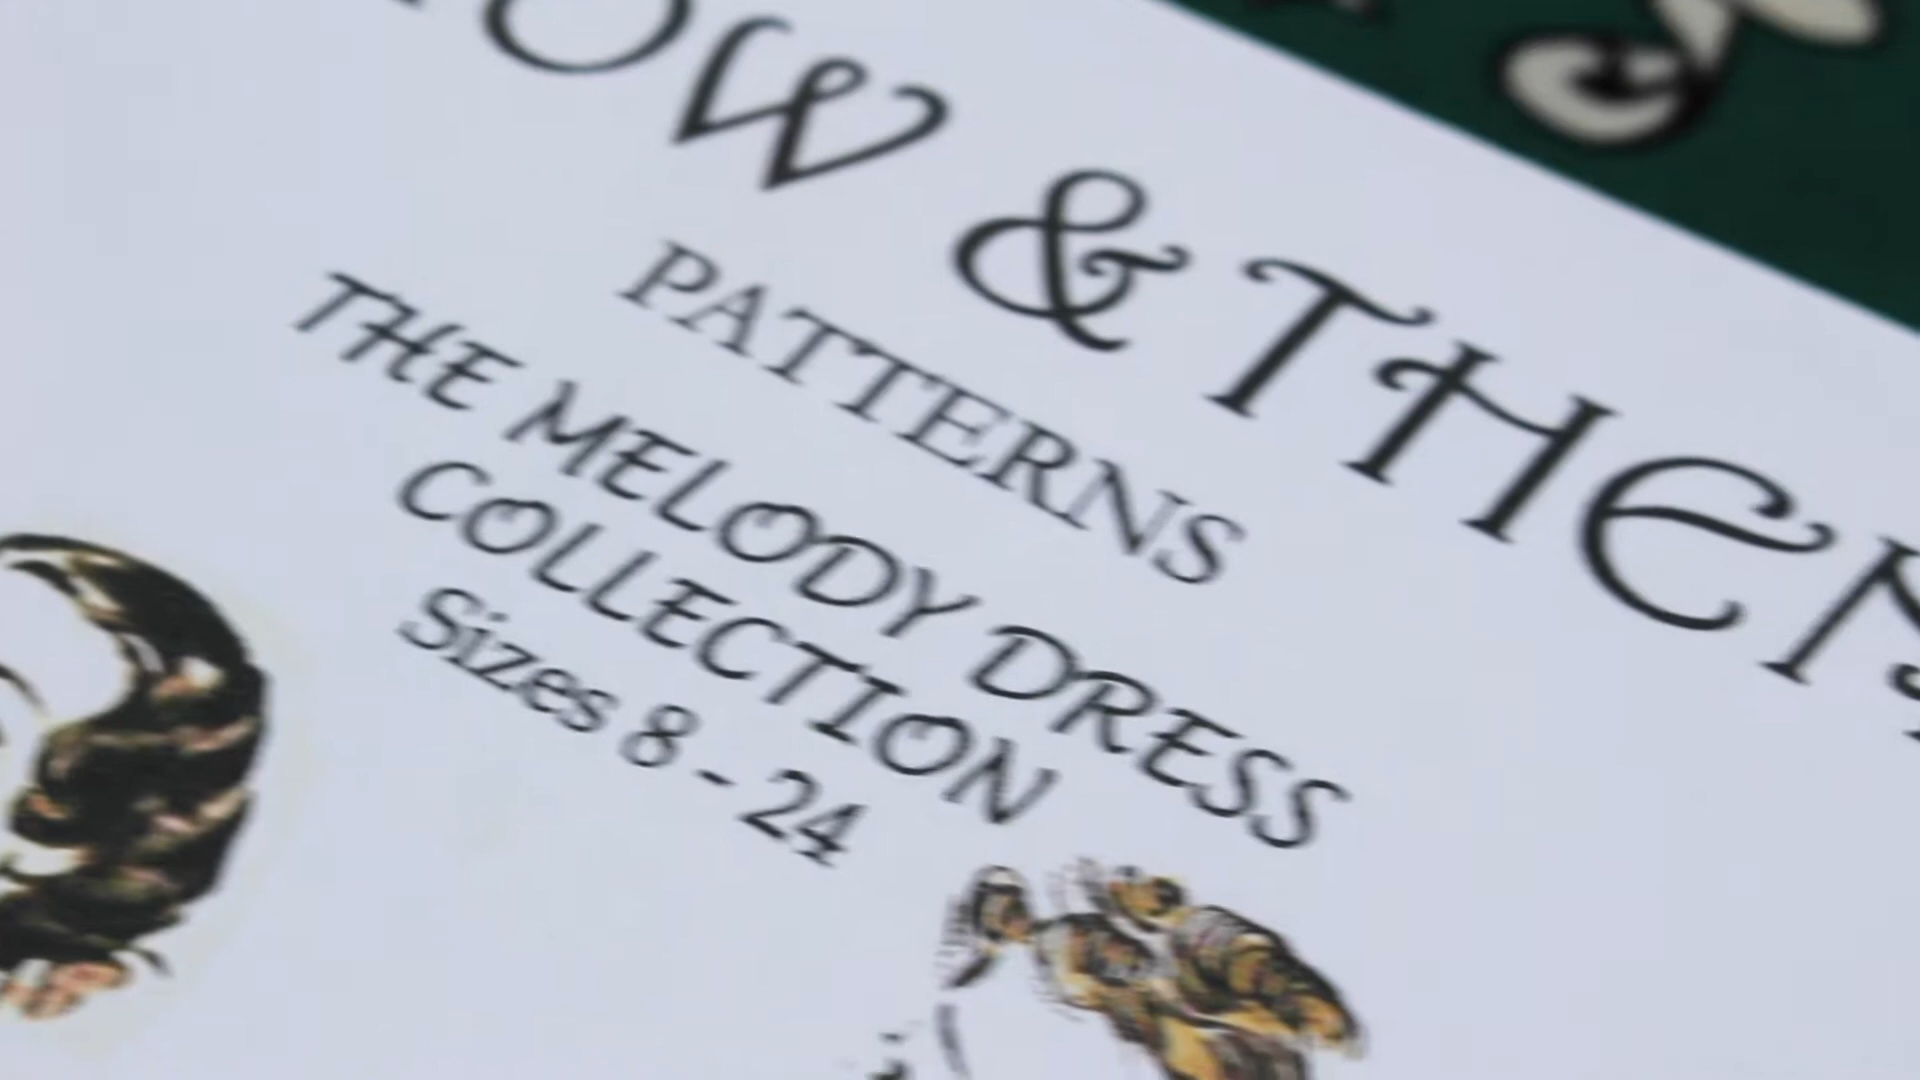 OW & THEN
PATTERNS
THE MELODY DRESS
COLLECTION
Sizes 8 - 24